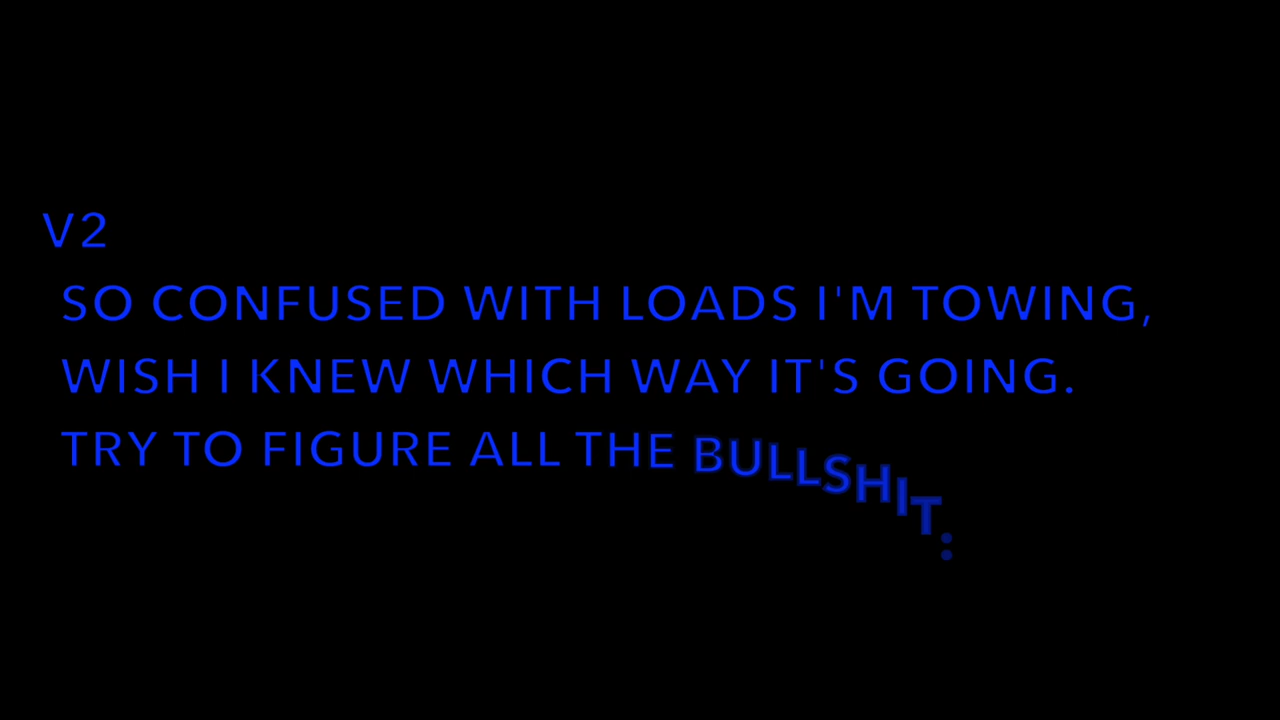 V2
SO CONFUSED WITH LOADS I'M TOWING,
WISH I KNEW WHICH WAY IT'S GOING.
TRY TO FIGURE ALL THE BULLSHIT: